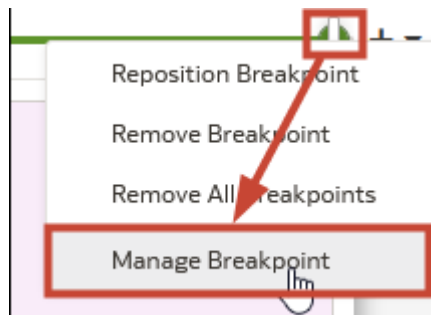 Reposition Breakpoint
Remove Breakpoint
Remove All Breakpoints
Manage Breakpoint